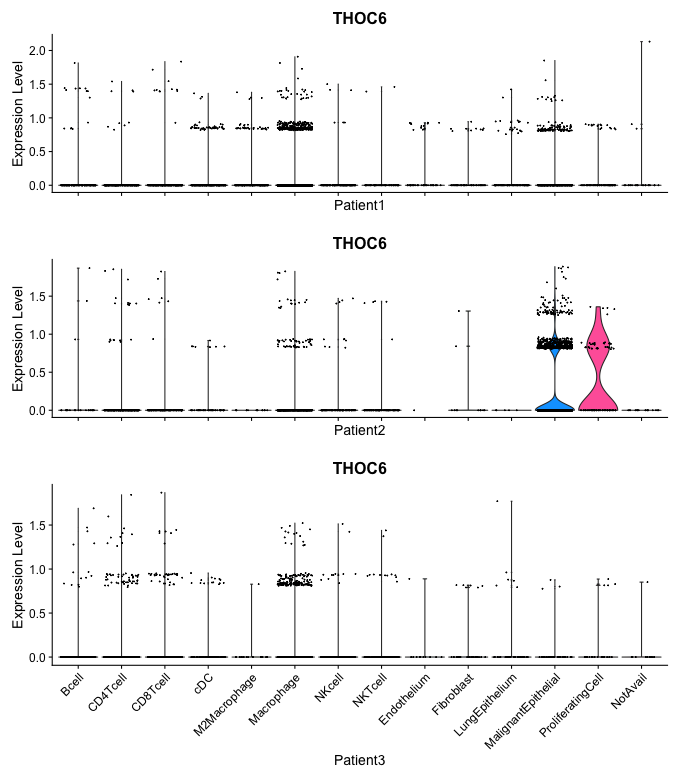 THOC6
Expression Level
2.0
1.5
1.0
0.5
0.0
Patient1
THOC6
Expression Level
1.5
1.0
0.5
0.0
Patient2
THOC6
Expression Level
1.5
1.0
0.5
0.0
Bcell
CD4Tcell
CD8Tcell
cDC
M2Macrophage
Macrophage
NKcell
NKTcell
Endothelium
Fibroblast
LungEpithelium
MalignantEpithelial
ProliferatingCell
NotAvail
Patient3